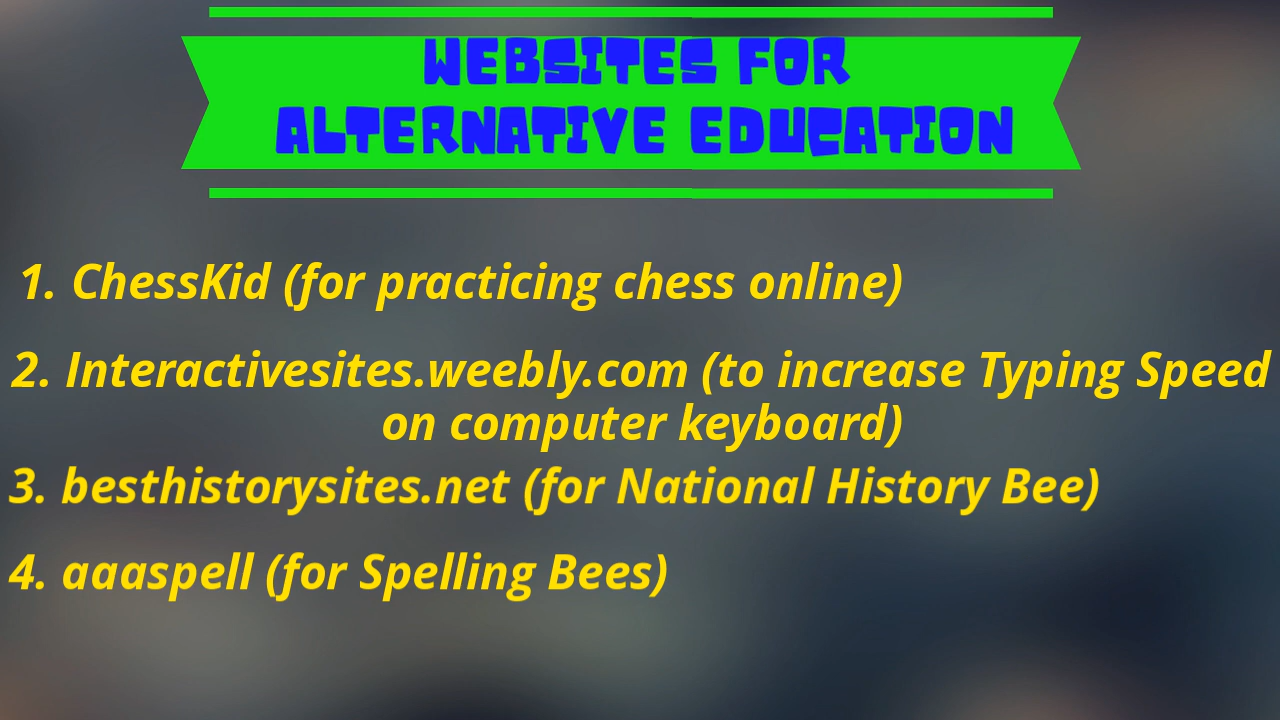 WEBSITES FOR
ALTERNATIVE EDUCATION
1. ChessKid (for practicing chess online)
2. Interactivesites.weebly.com (to increase Typing Speed
on computer keyboard)
3. besthistorysites.net (for National History Bee)
4. aaaspell (for Spelling Bees)